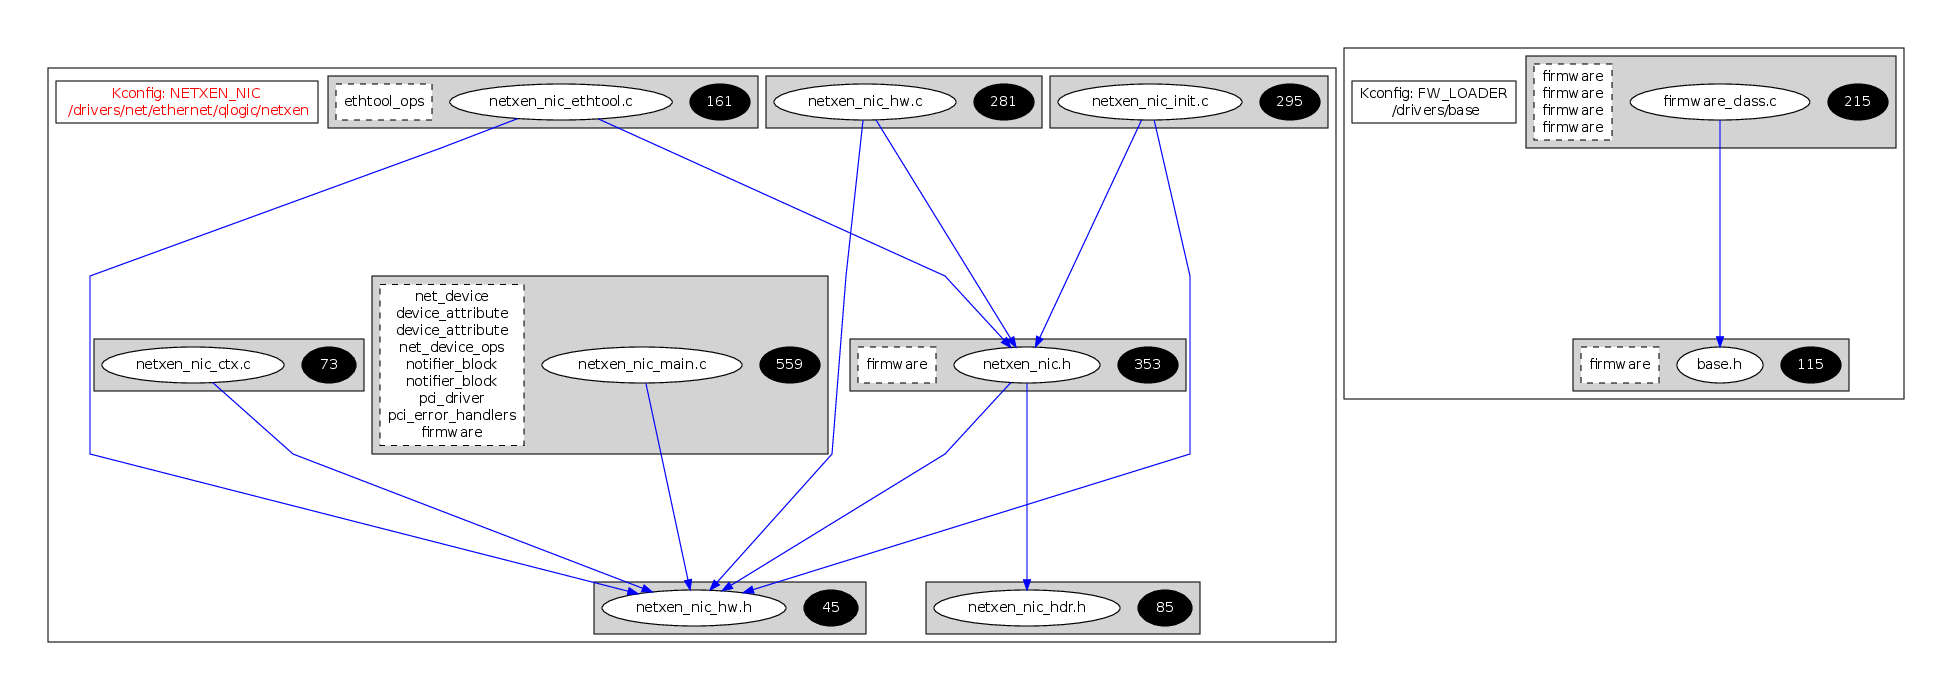 Kconfig: NETXEN_NIC
/drivers/net/ethernet/qlogic/netxen
ethtool_ops
netxen_nic_ethtool.c
161
netxen_nic_hw.c
281
netxen_nic_init.c
295
Kconfig: FW_LOADER
/drivers/base
firmware
firmware
firmware
firmware
firmware_class.c
215
netxen_nic_ctx.c
73
net_device
device_attribute
device_attribute
net_device_ops
notifier_block
notifier_block
pci_driver
pci_error_handlers
firmware
netxen_nic_main.c
559
firmware
netxen_nic.h
353
firmware
base.h
115
netxen_nic_hw.h
45
netxen_nic_hdr.h
85